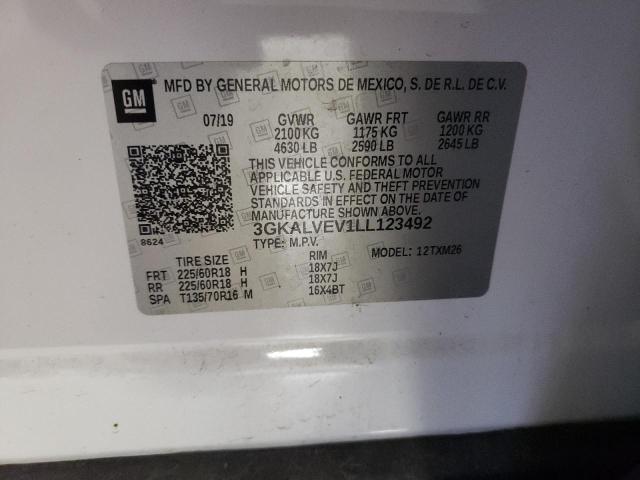 GM MFD BY GENERAL MOTORS DE MEXICO, S. DE R.L. DE C.V.
07/19 GVWR GAWR FRT GAWR RR
2100 KG 1175 KG 1200 KG
4630 LB 2590 LB 2645 LB
THIS VEHICLE CONFORMS TO ALL
APPLICABLE U.S. FEDERAL MOTOR
VEHICLE SAFETY AND THEFT PREVENTION
STANDARDS IN EFFECT ON THE DATE OF
MANUFACTURE SHOWN ABOVE.
3GKALVEV1LL123492
8624
TYPE: M.P.V. MODEL: 12TXM26
TIRE SIZE RIM
FRT 225/60R18 H 18X7J
RR 225/60R18 H 18X7J
SPA T135/70R16 M 16X4BT